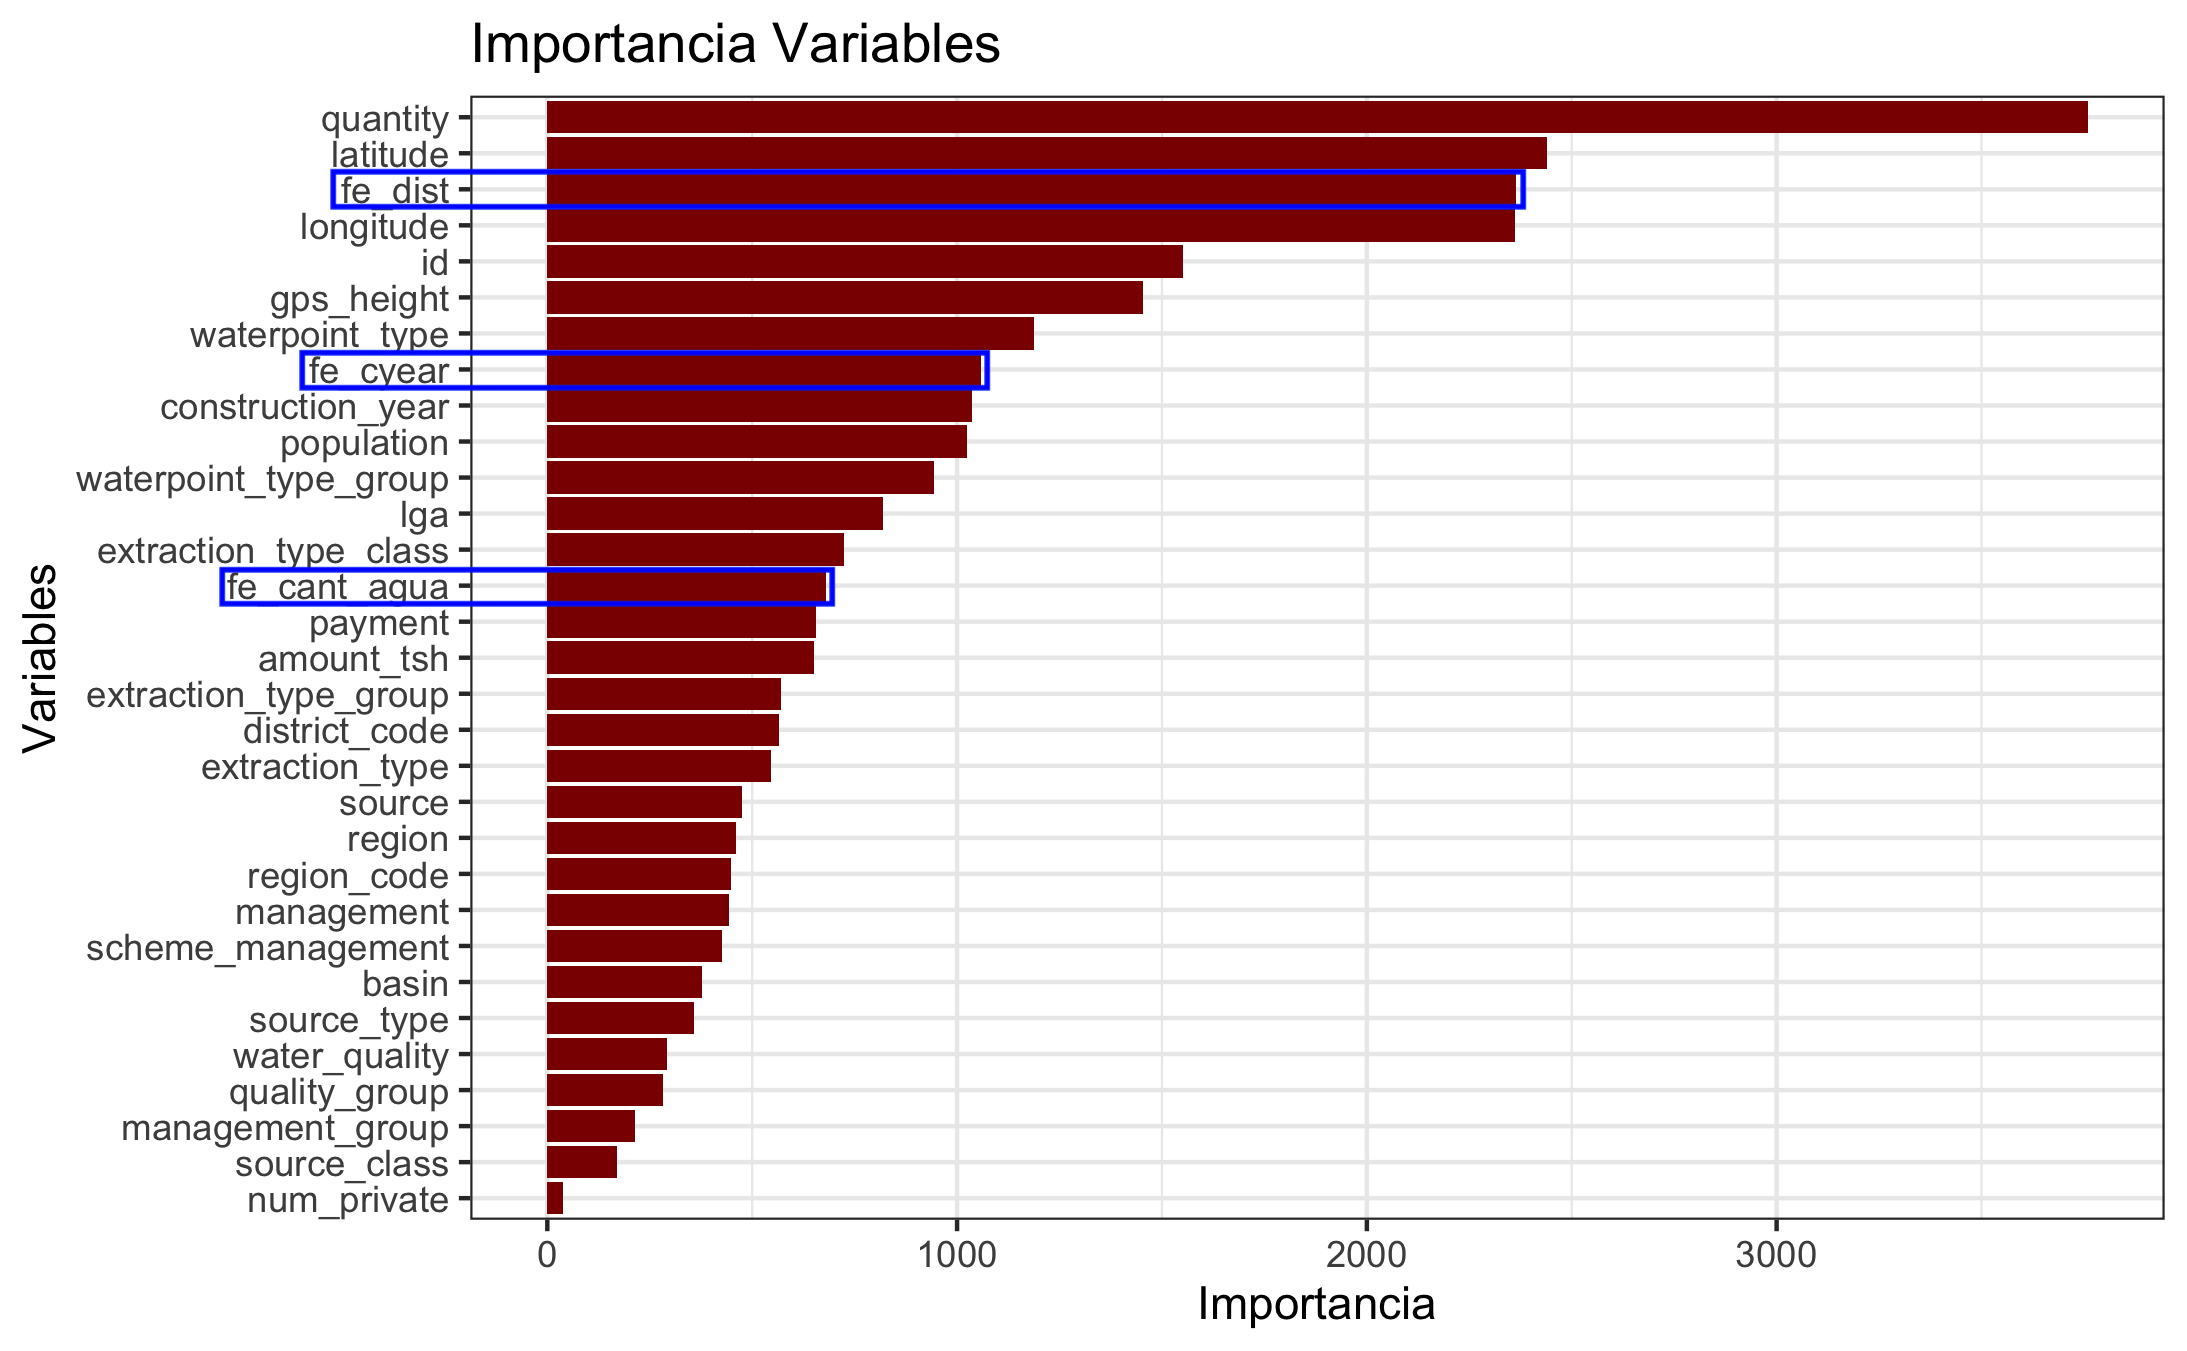 Importancia Variables
quantity
latitude
fe_dist
longitude
id
gps_height
waterpoint_type
fe_cyear
construction_year
population
waterpoint_type_group
lga
extraction_type_class
fe_cant_agua
payment
amount_tsh
extraction_type_group
district_code
extraction_type
source
region
region_code
management
scheme_management
basin
source_type
water_quality
quality_group
management_group
source_class
num_private
Variables
0 1000 2000 3000
Importancia